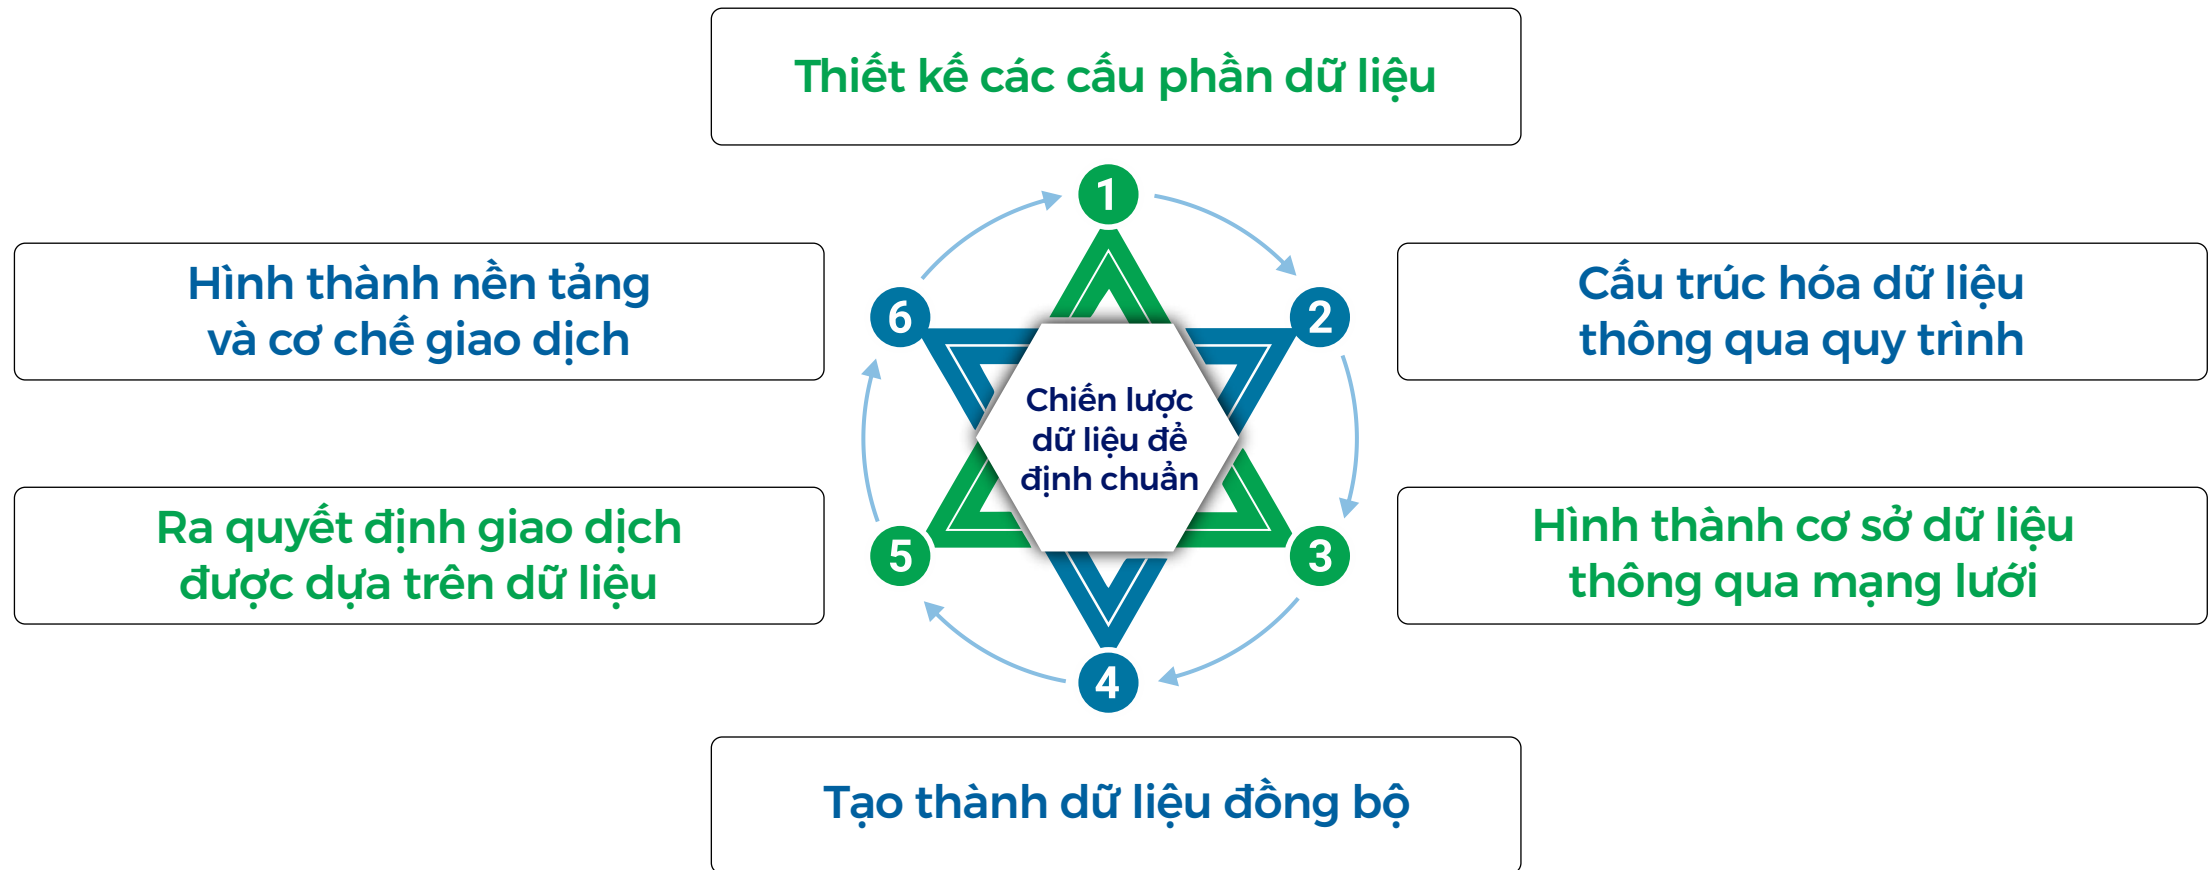 Thiết kế các cấu phần dữ liệu
1
Hình thành nền tảng
và cơ chế giao dịch
6
2
Cấu trúc hóa dữ liệu
thông qua quy trình
Chiến lược
dữ liệu để
định chuẩn
Ra quyết định giao dịch
được dựa trên dữ liệu
5
3
Hình thành cơ sở dữ liệu
thông qua mạng lưới
4
Tạo thành dữ liệu đồng bộ